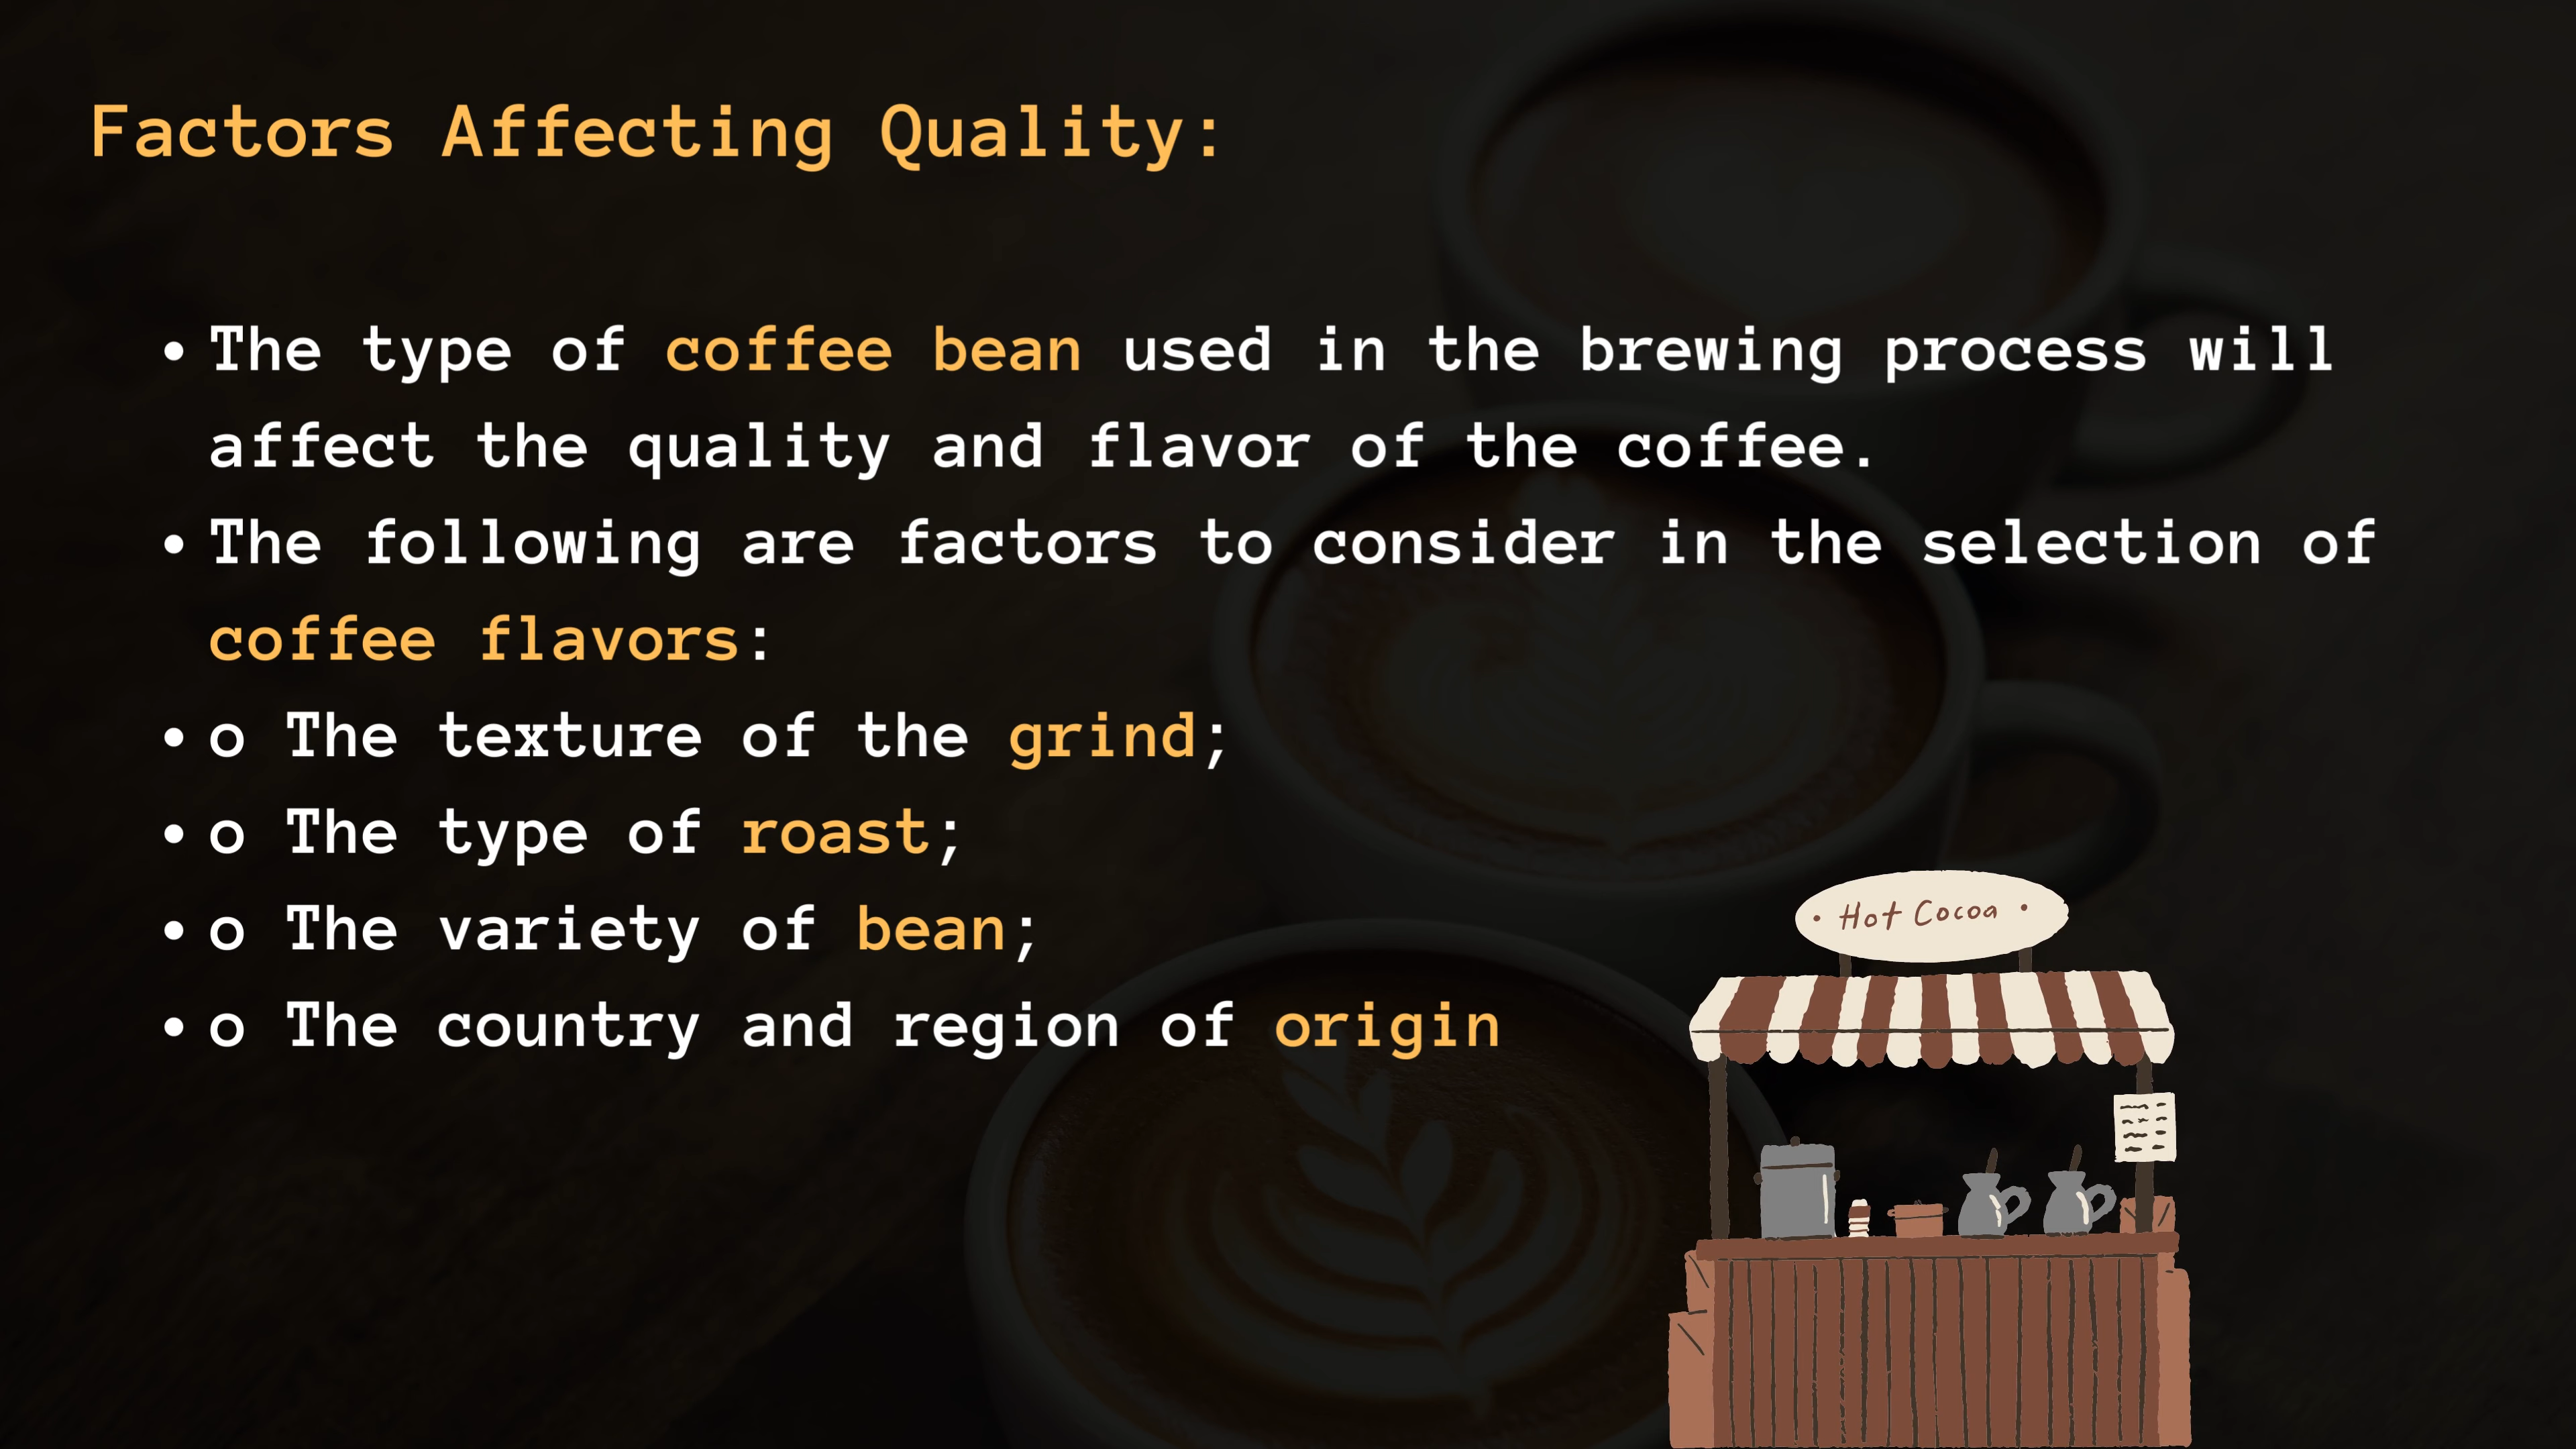 Factors Affecting Quality:
• The type of coffee bean used in the brewing process will
affect the quality and flavor of the coffee.
• The following are factors to consider in the selection of
coffee flavors:
• o The texture of the grind;
• o The type of roast;
• o The variety of bean;
• o The country and region of origin
• Hot Cocoa •